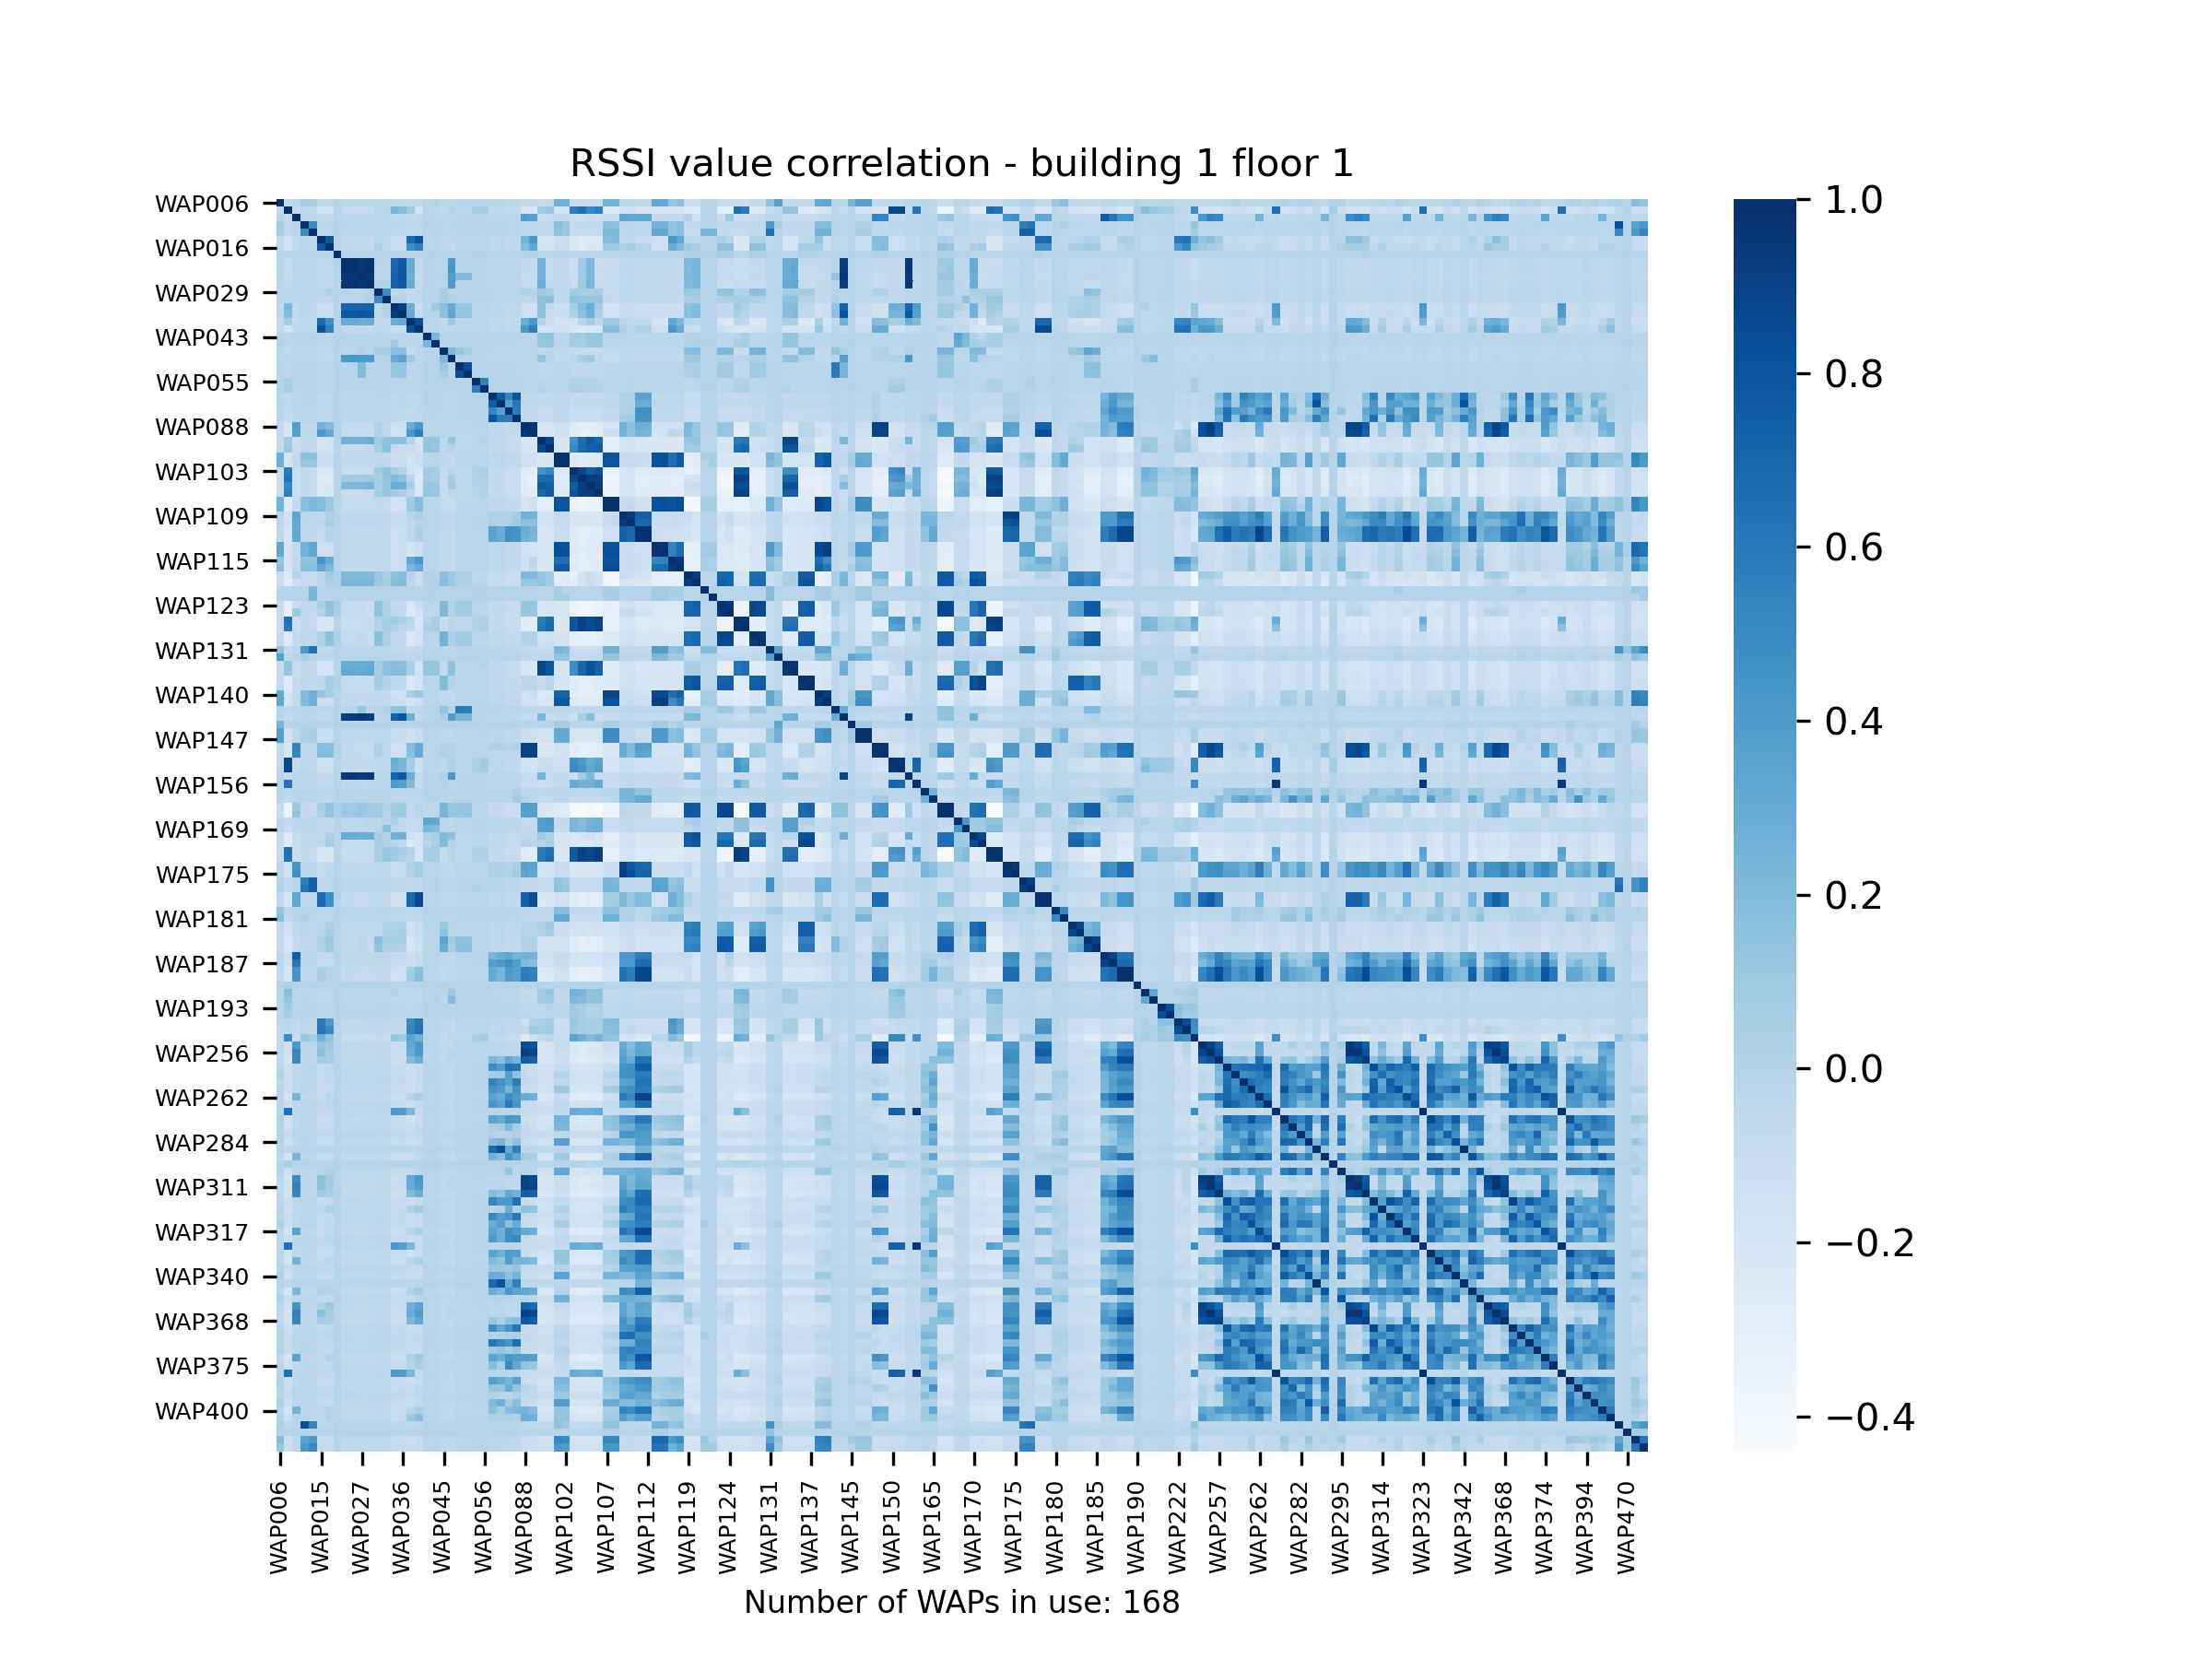 RSSI value correlation - building 1 floor 1
WAP006
WAP016
WAP029
WAP043
WAP055
WAP088
WAP103
WAP109
WAP115
WAP123
WAP131
WAP140
WAP147
WAP156
WAP169
WAP175
WAP181
WAP187
WAP193
WAP256
WAP262
WAP284
WAP311
WAP317
WAP340
WAP368
WAP375
WAP400
1.0
0.8
0.6
0.4
0.2
0.0
−0.2
−0.4
WAP006
WAP015
WAP027
WAP036
WAP045
WAP056
WAP088
WAP102
WAP107
WAP112
WAP119
WAP124
WAP131
WAP137
WAP145
WAP150
WAP165
WAP170
WAP175
WAP180
WAP185
WAP190
WAP222
WAP257
WAP262
WAP282
WAP295
WAP314
WAP323
WAP342
WAP368
WAP374
WAP394
WAP470
Number of WAPs in use: 168